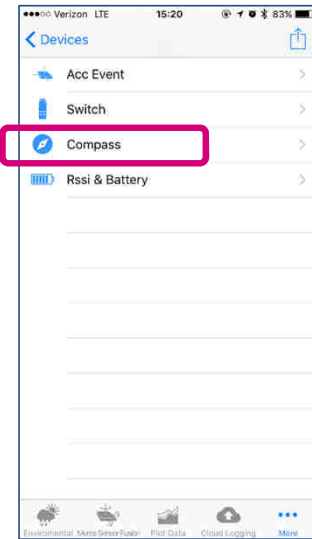 Verizon LTE 15:20 83%
Devices
Acc Event
Switch
Compass
Rssi & Battery
Enviromental Mems Sensor Fusion Plot Data Cloud Logging More